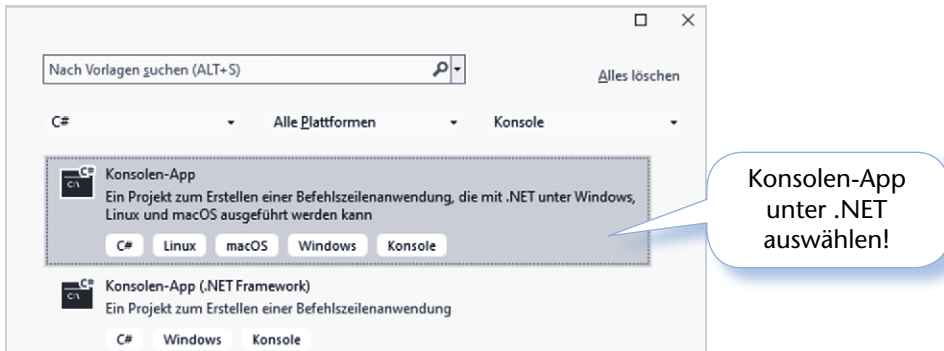 Nach Vorlagen suchen (ALT+S)
Alles löschen
C#
Alle Plattformen
Konsole
C#
C:\
Konsolen-App
Ein Projekt zum Erstellen einer Befehlszeilenanwendung, die mit .NET unter Windows,
Linux und macOS ausgeführt werden kann
C# Linux macOS Windows Konsole
Konsolen-App
unter .NET
auswählen!
C#
C:\
Konsolen-App (.NET Framework)
Ein Projekt zum Erstellen einer Befehlszeilenanwendung
C# Windows Konsole